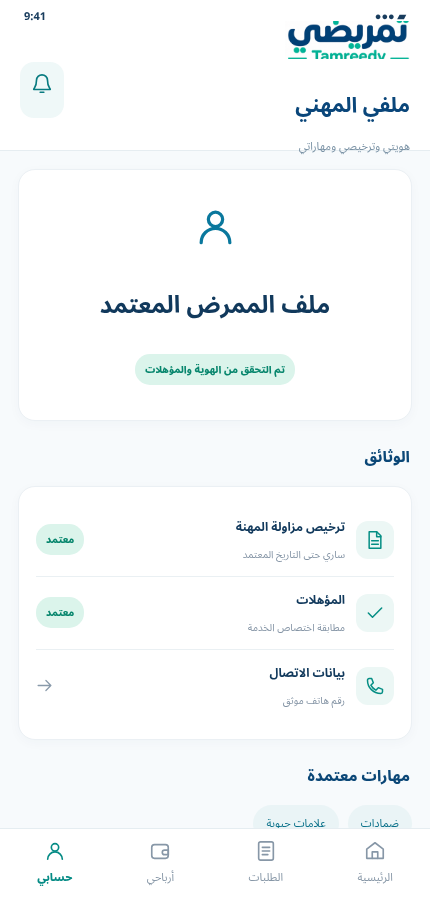 9:41
تمريضي
Tamreedy
ملفي المهني
هويتي وترخيصي ومهاراتي
ملف الممرض المعتمد
تم التحقق من الهوية والمؤهلات
الوثائق
ترخيص مزاولة المهنة
معتمد
ساري حتى التاريخ المعتمد
المؤهلات
معتمد
مطابقة اختصاص الخدمة
بيانات الاتصال
رقم هاتف موثق
مهارات معتمدة
ضمادات
علامات حيوية
الرئيسية
الطلبات
أرباحي
حسابي